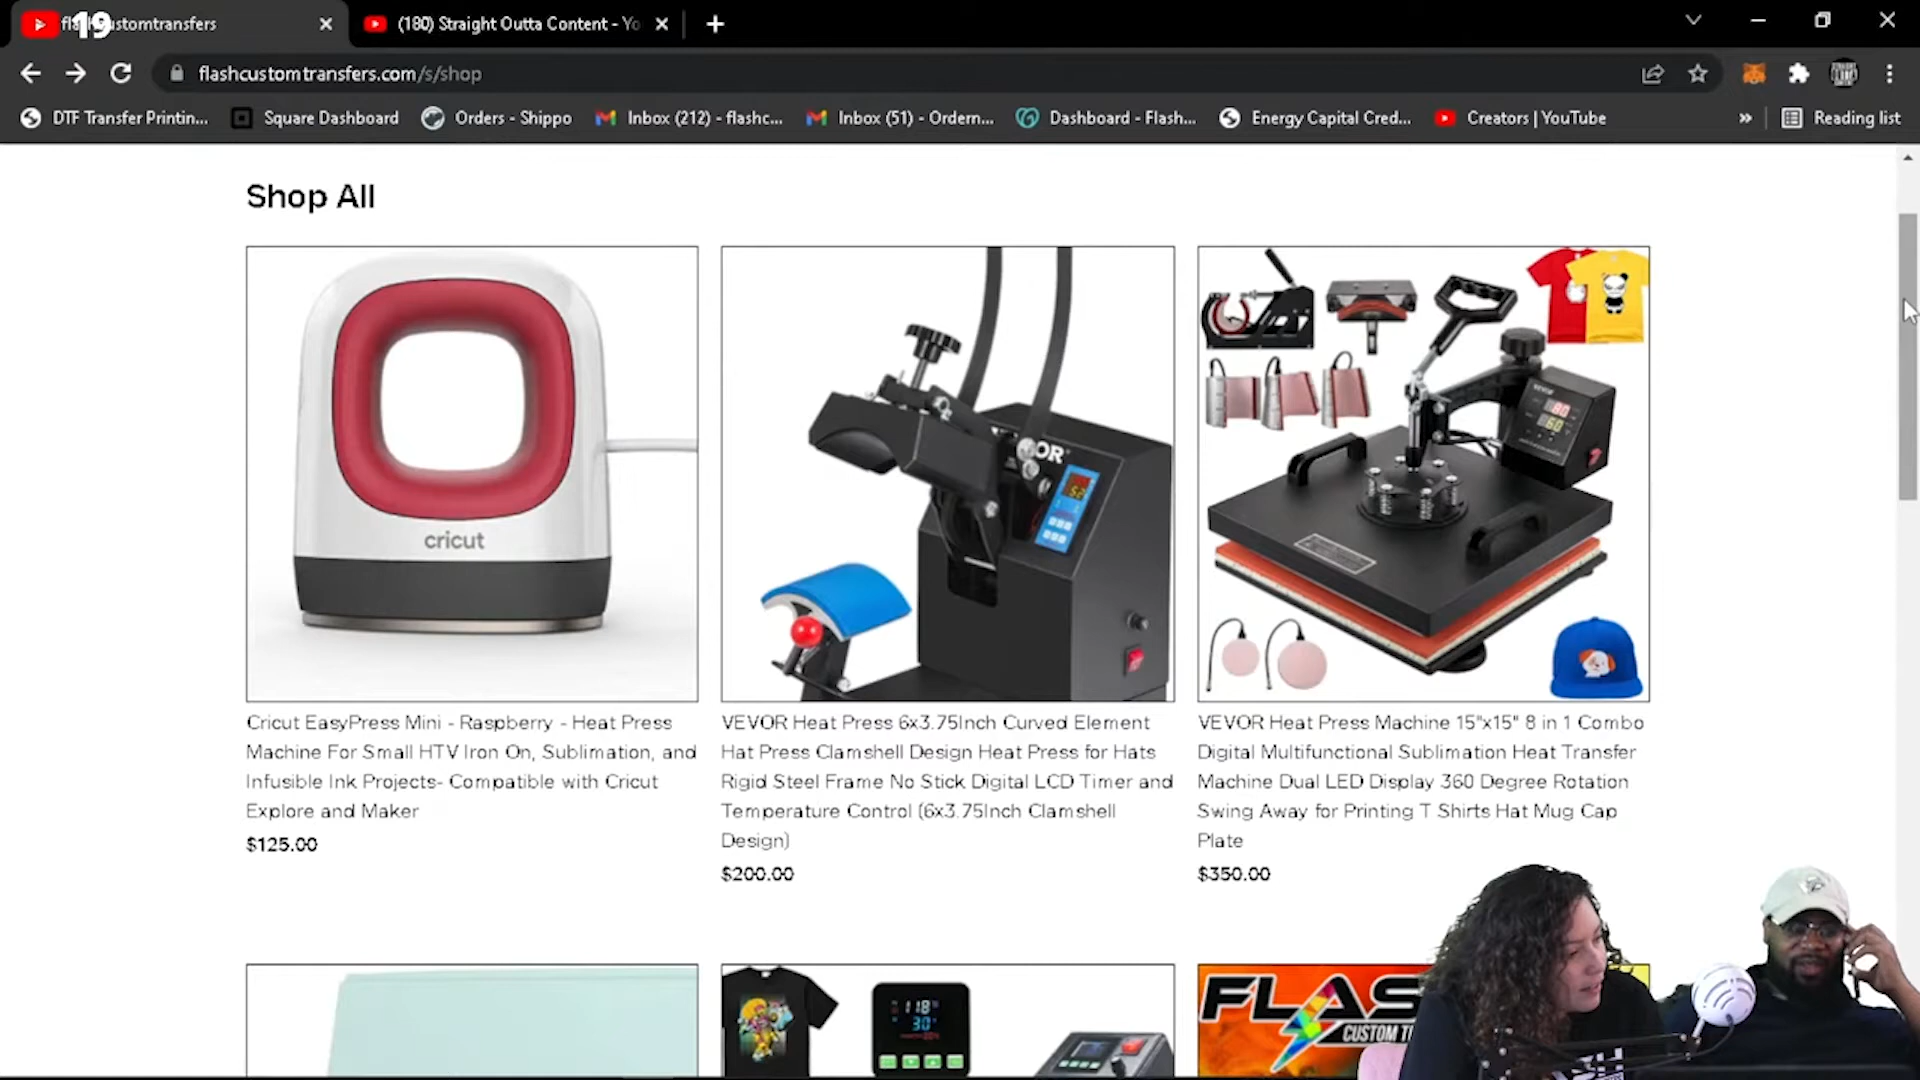 19
flashcustomtransfers
(180) Straight Outta Content - Yo
flashcustomtransfers.com/s/shop
DTF Transfer Printin...
Square Dashboard
Orders - Shippo
Inbox (212) - flashc...
Inbox (51) - Ordern...
Dashboard - Flash...
Energy Capital Cred...
Creators | YouTube
»
Reading list
Shop All
cricut
VEVOR
Cricut EasyPress Mini - Raspberry - Heat Press
Machine For Small HTV Iron On, Sublimation, and
Infusible Ink Projects- Compatible with Cricut
Explore and Maker
$125.00
VEVOR Heat Press 6x3.75Inch Curved Element
Hat Press Clamshell Design Heat Press for Hats
Rigid Steel Frame No Stick Digital LCD Timer and
Temperature Control (6x3.75Inch Clamshell
Design)
$200.00
VEVOR Heat Press Machine 15"x15" 8 in 1 Combo
Digital Multifunctional Sublimation Heat Transfer
Machine Dual LED Display 360 Degree Rotation
Swing Away for Printing T Shirts Hat Mug Cap
Plate
$350.00
118
30
FLAS
CUSTOM T